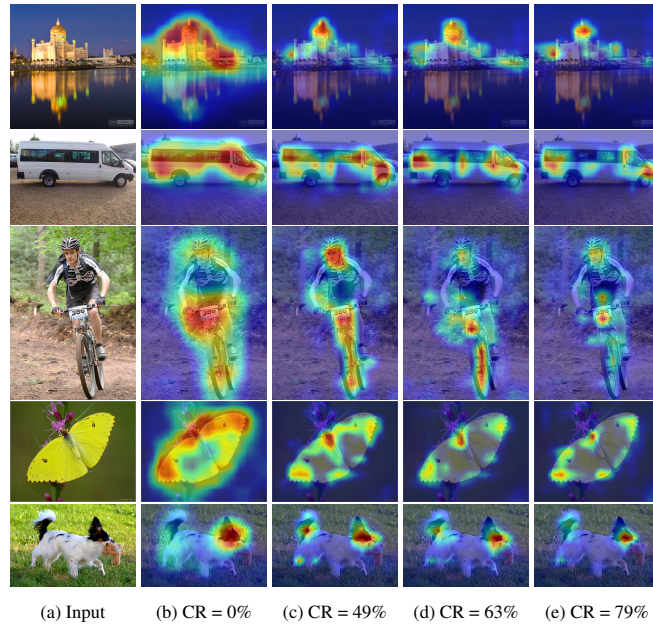 (a) Input (b) CR = 0% (c) CR = 49% (d) CR = 63% (e) CR = 79%